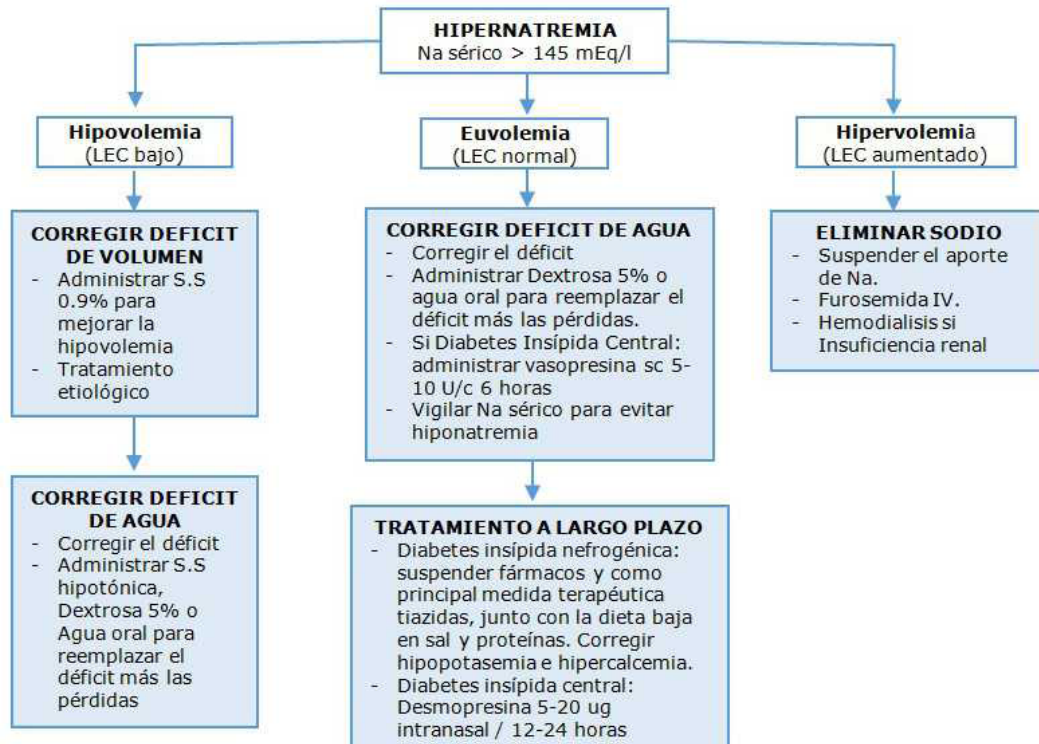 HIPERNATREMIA
Na sérico > 145 mEq/l
Hipovolemia
(LEC bajo)
CORREGIR DEFICIT
DE VOLUMEN
- Administrar S.S
0.9% para
mejorar la
hipovolemia
- Tratamiento
etiológico
CORREGIR DEFICIT
DE AGUA
- Corregir el déficit
- Administrar S.S
hipotónica,
Dextrosa 5% o
Agua oral para
reemplazar el
déficit más las
pérdidas
Euvolemia
(LEC normal)
CORREGIR DEFICIT DE AGUA
- Corregir el déficit
- Administrar Dextrosa 5% o
agua oral para reemplazar el
déficit más las pérdidas.
- Si Diabetes Insípida Central:
administrar vasopresina sc 5-
10 U/c 6 horas
- Vigilar Na sérico para evitar
hiponatremia
TRATAMIENTO A LARGO PLAZO
- Diabetes insípida nefrogénica:
suspender fármacos y como
principal medida terapéutica
tiazidas, junto con la dieta baja
en sal y proteínas. Corregir
hipopotasemia e hipercalcemia.
- Diabetes insípida central:
Desmopresina 5-20 ug
intranasal / 12-24 horas
Hipervolemia
(LEC aumentado)
ELIMINAR SODIO
- Suspender el aporte
de Na.
- Furosemida IV.
- Hemodialisis si
Insuficiencia renal